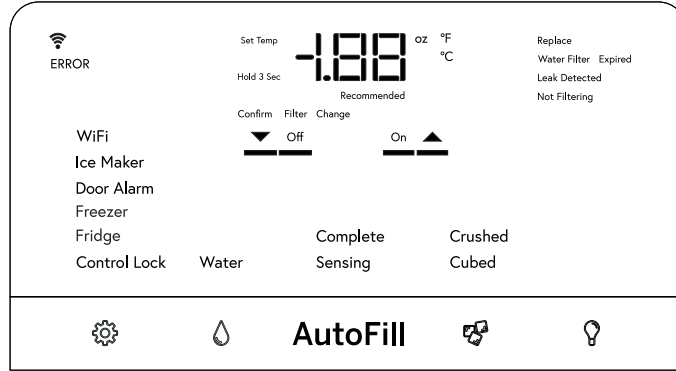 ERROR
Set Temp
Hold 3 Sec
-1.88 oz °F
°C
Recommended
Confirm Filter Change
Off On
Replace
Water Filter Expired
Leak Detected
Not Filtering
WiFi
Ice Maker
Door Alarm
Freezer
Fridge
Control Lock
Water
Complete
Sensing
Crushed
Cubed
AutoFill